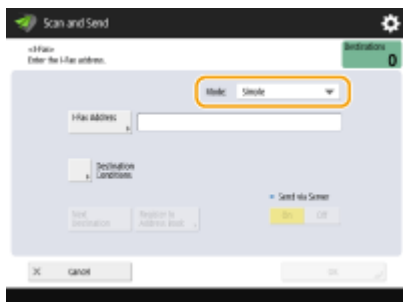 Scan and Send
<I-Fax>
Enter the I-Fax address.
Destinations
0
Mode: Simple
I-Fax Address
Destination
Conditions
Send via Server
On Off
Next
Destination
Register to
Address Book
Cancel
OK